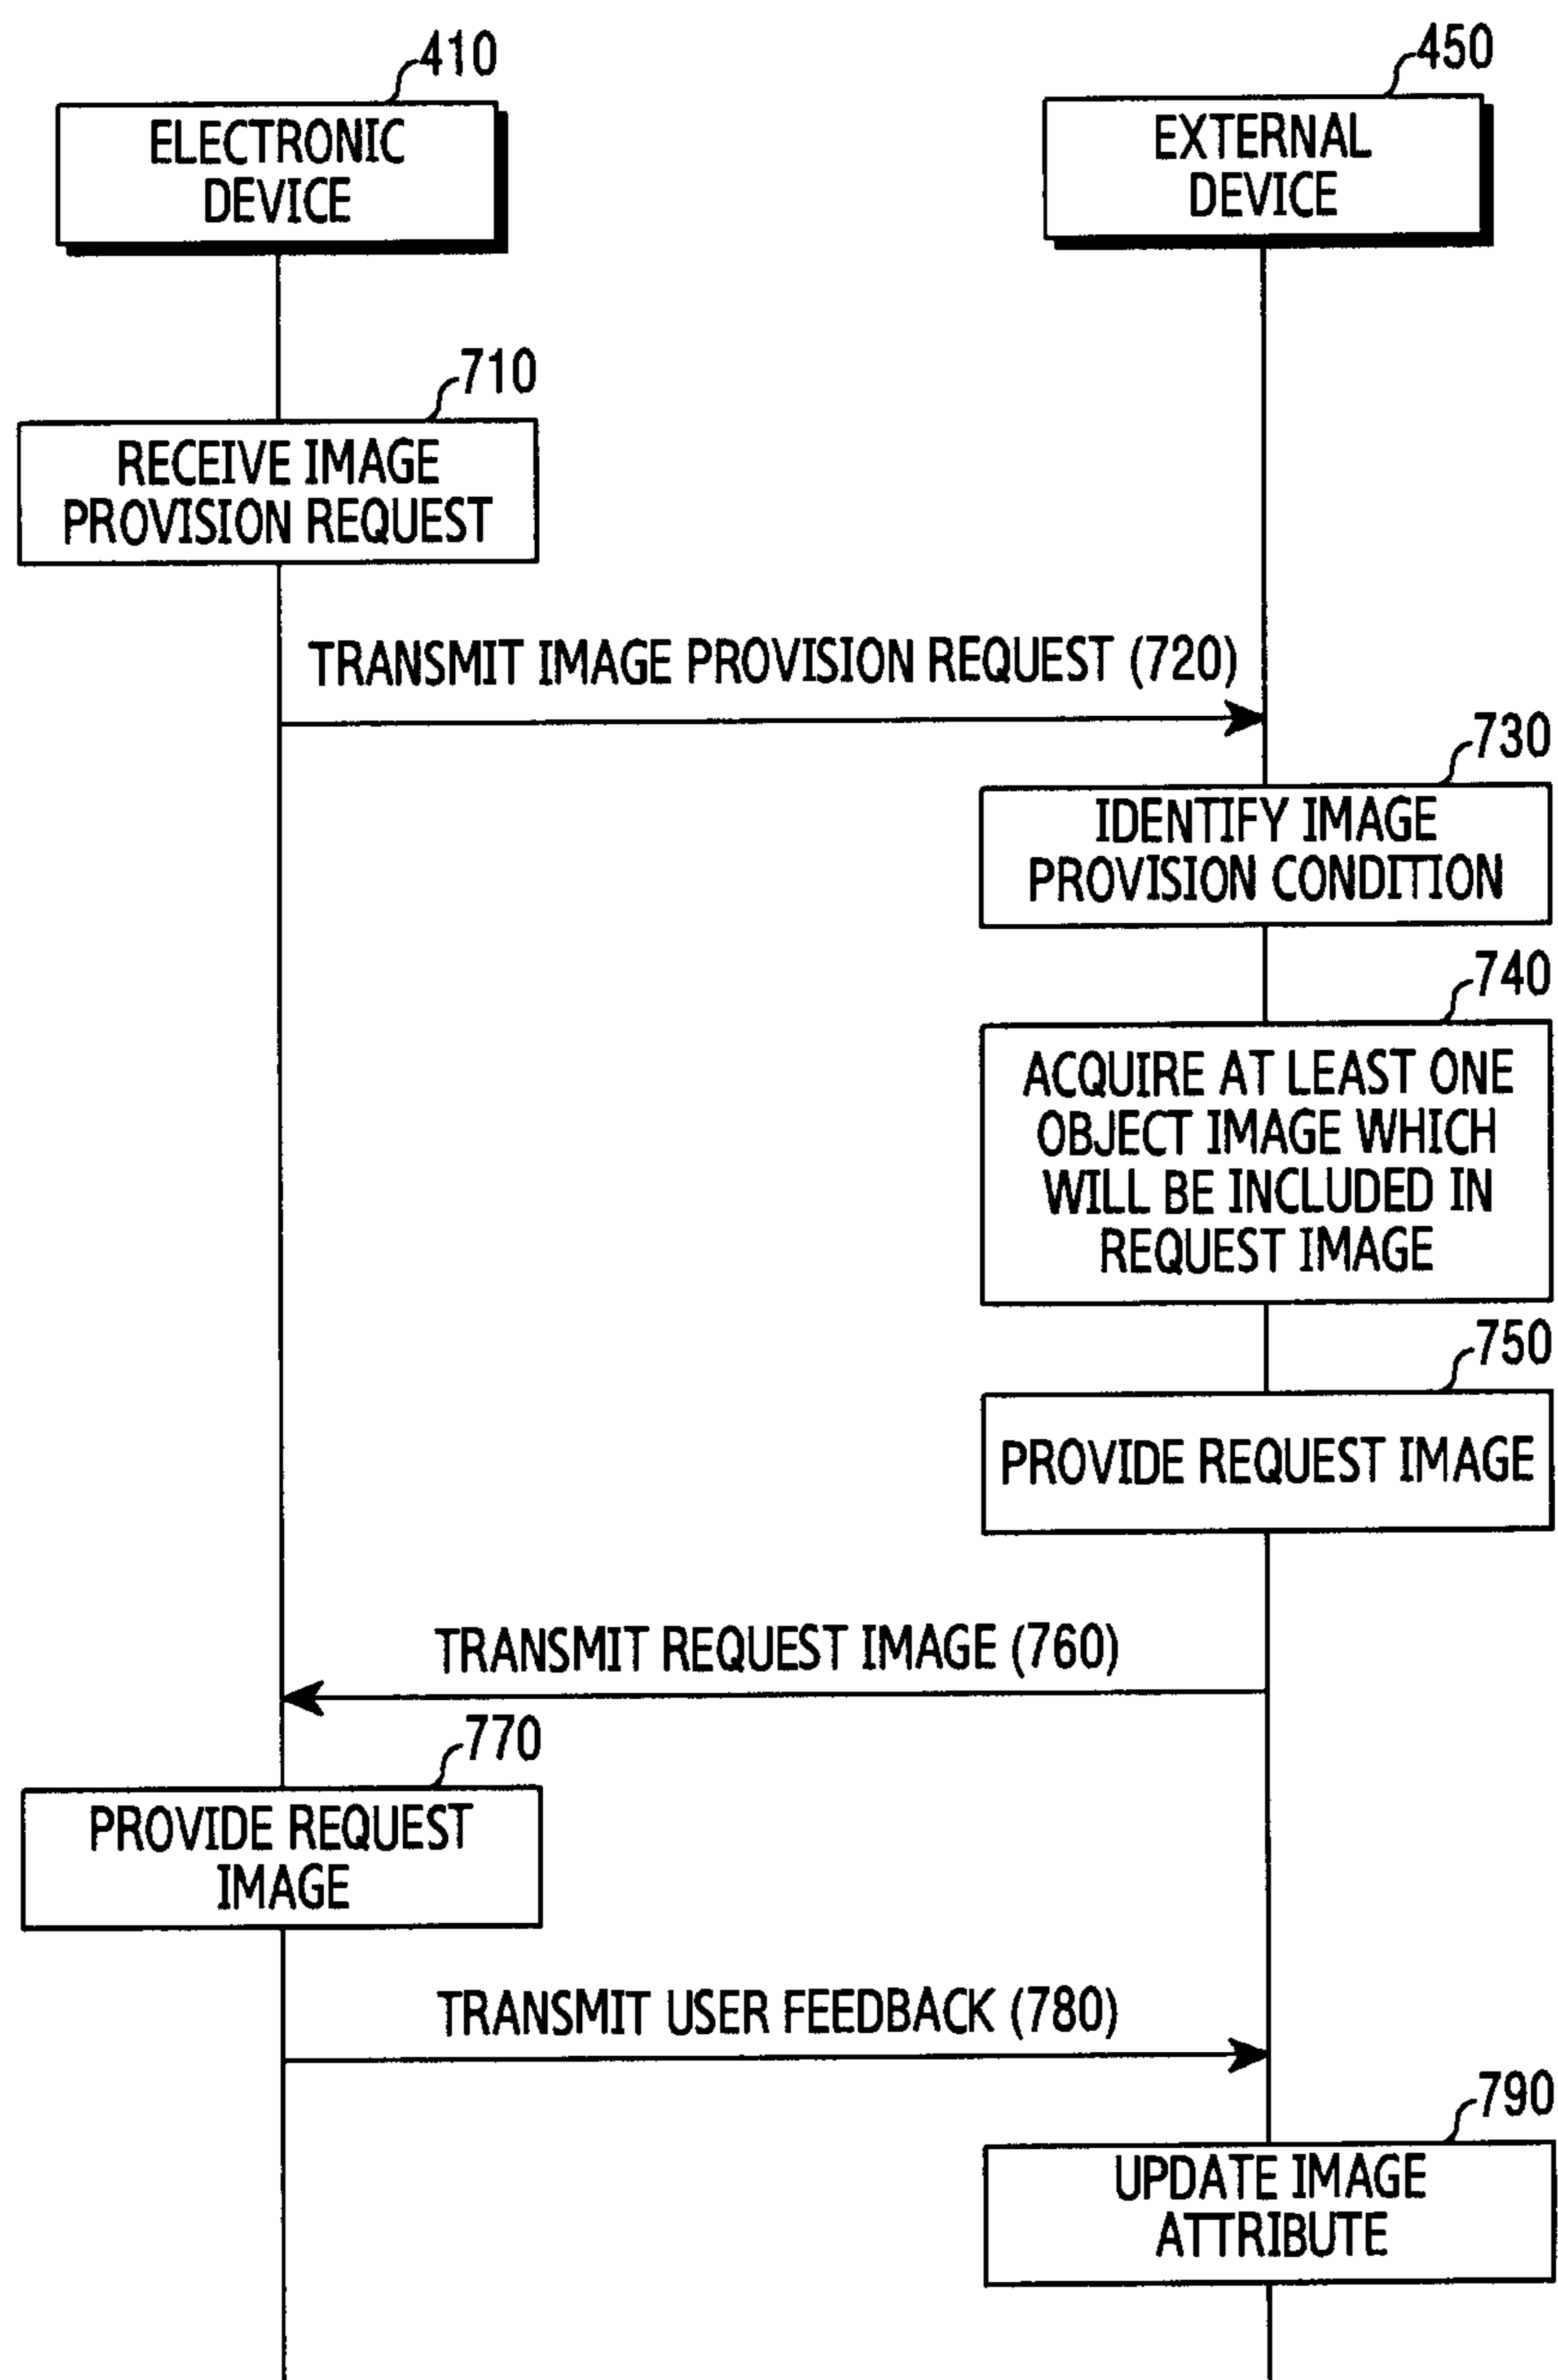 410
450
ELECTRONIC
DEVICE
EXTERNAL
DEVICE
710
RECEIVE IMAGE
PROVISION REQUEST
TRANSMIT IMAGE PROVISION REQUEST (720)
730
IDENTIFY IMAGE
PROVISION CONDITION
740
ACQUIRE AT LEAST ONE
OBJECT IMAGE WHICH
WILL BE INCLUDED IN
REQUEST IMAGE
750
PROVIDE REQUEST IMAGE
TRANSMIT REQUEST IMAGE (760)
770
PROVIDE REQUEST
IMAGE
TRANSMIT USER FEEDBACK (780)
790
UPDATE IMAGE
ATTRIBUTE